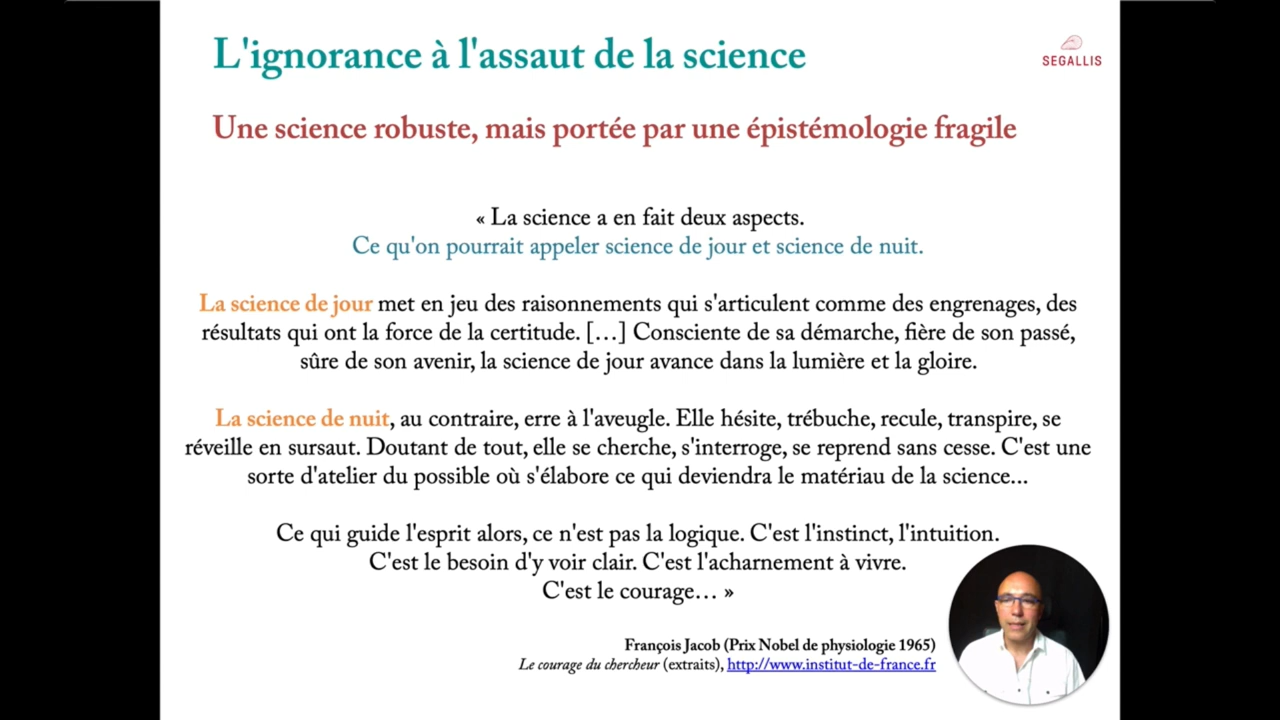 L'ignorance à l'assaut de la science
SEGALLIS
Une science robuste, mais portée par une épistémologie fragile
« La science a en fait deux aspects.
Ce qu'on pourrait appeler science de jour et science de nuit.
La science de jour met en jeu des raisonnements qui s'articulent comme des engrenages, des
résultats qui ont la force de la certitude. […] Consciente de sa démarche, fière de son passé,
sûre de son avenir, la science de jour avance dans la lumière et la gloire.
La science de nuit, au contraire, erre à l'aveugle. Elle hésite, trébuche, recule, transpire, se
réveille en sursaut. Doutant de tout, elle se cherche, s'interroge, se reprend sans cesse. C'est une
sorte d'atelier du possible où s'élabore ce qui deviendra le matériau de la science...
Ce qui guide l'esprit alors, ce n'est pas la logique. C'est l'instinct, l'intuition.
C'est le besoin d'y voir clair. C'est l'acharnement à vivre.
C'est le courage… »
François Jacob (Prix Nobel de physiologie 1965)
Le courage du chercheur (extraits), http://www.institut-de-france.fr